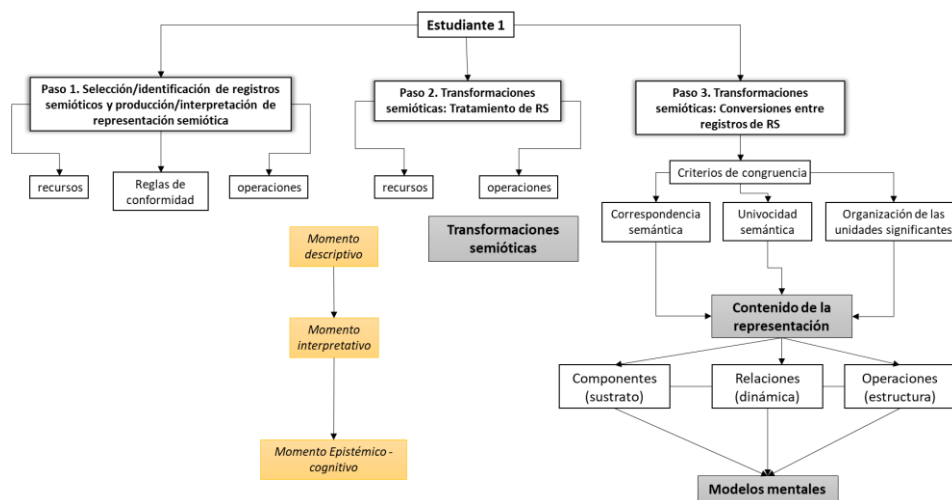 Estudiante 1
Paso 1. Selección/identificación de registros
semióticos y producción/interpretación de
representación semiótica
Paso 2. Transformaciones
semióticas: Tratamiento de RS
Paso 3. Transformaciones
semióticas: Conversiones entre
registros de RS
recursos
Reglas de
conformidad
operaciones
recursos
operaciones
Criterios de congruencia
Correspondencia
semántica
Univocidad
semántica
Organización de las
unidades significantes
Transformaciones
semióticas
Momento
descriptivo
Momento
interpretativo
Momento Epistémico -
cognitivo
Contenido de la
representación
Componentes
(sustrato)
Relaciones
(dinámica)
Operaciones
(estructura)
Modelos mentales